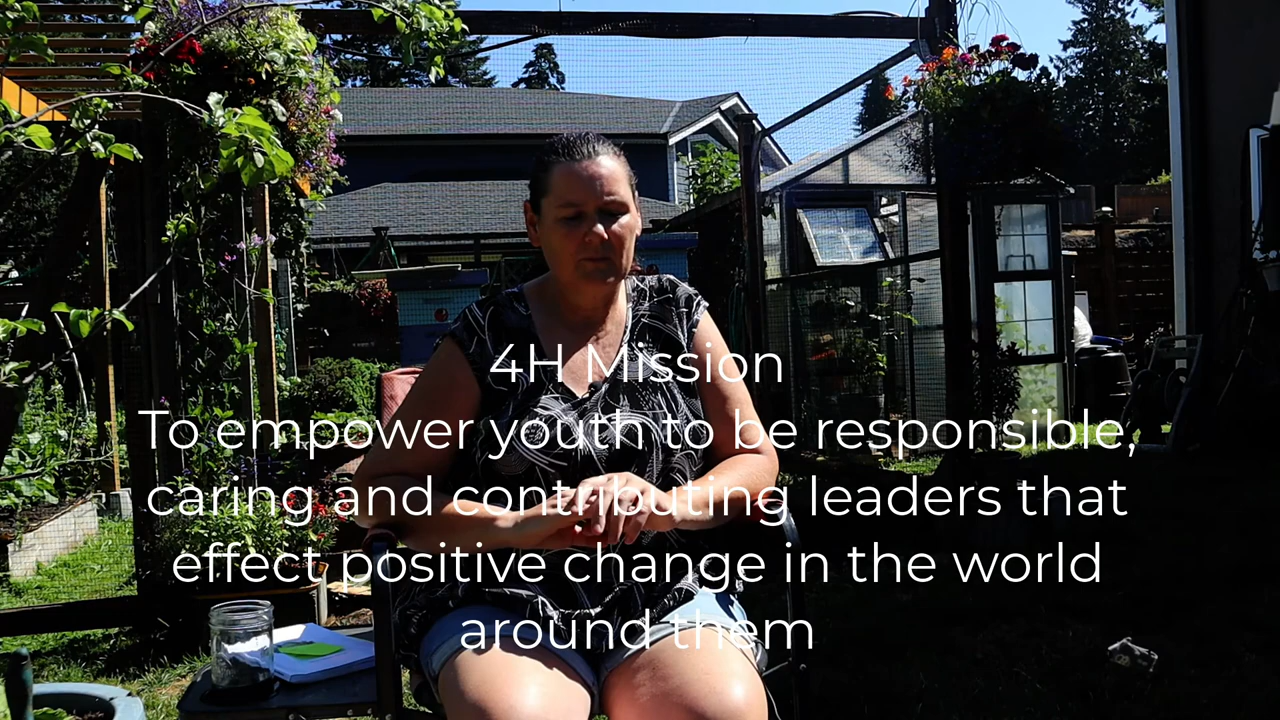 4H Mission
To empower youth to be responsible,
caring and contributing leaders that
effect positive change in the world
around them